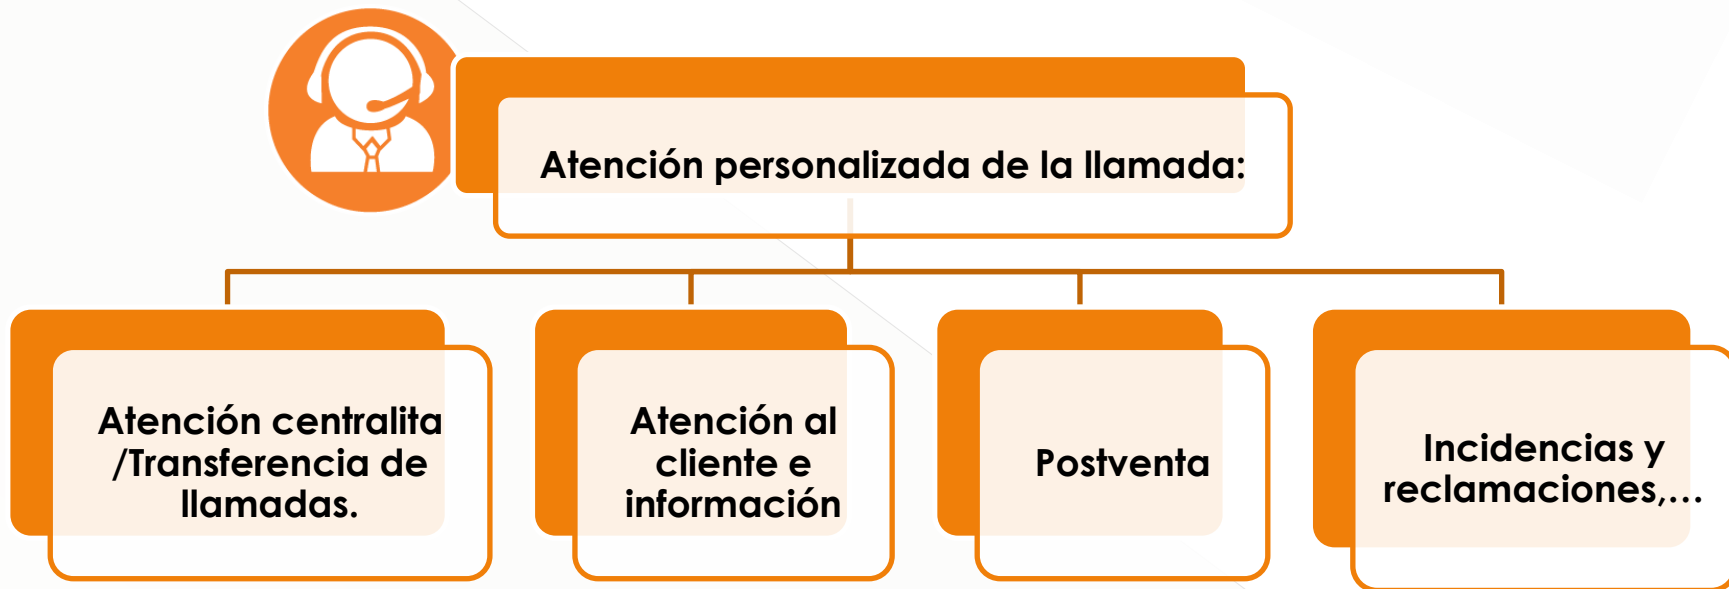 Atención personalizada de la llamada:
Atención centralita
/Transferencia de
llamadas.
Atención al
cliente e
información
Postventa
Incidencias y
reclamaciones,...